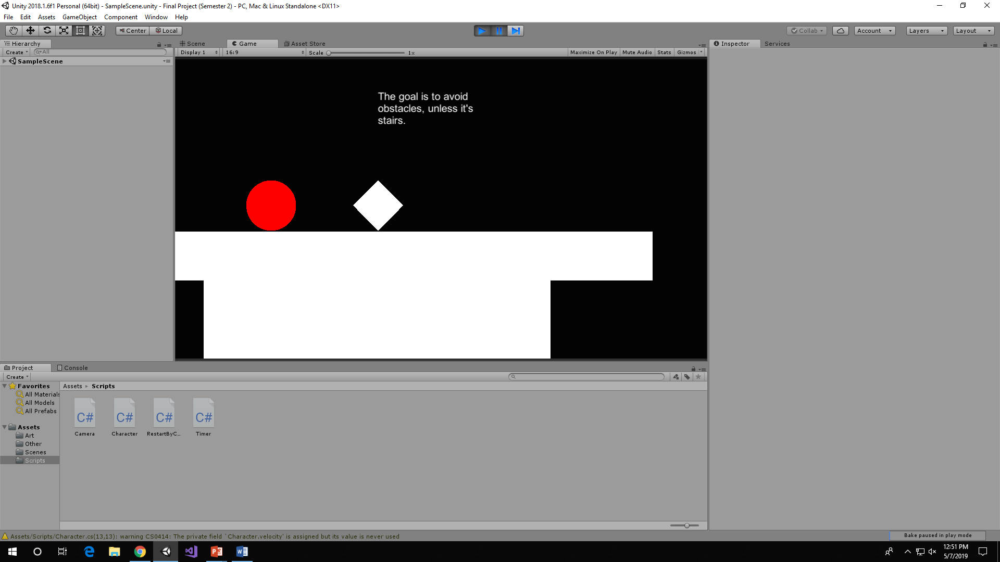 Unity 2018.1.6f1 Personal (64bit) - SampleScene.unity - Final Project (Semester 2) - PC, Mac & Linux Standalone <DX11>
File Edit Assets GameObject Component Window Help
Center Local Collab Account Layers Layout
Hierarchy Scene Game Asset Store Inspector Services
Create All Display 1 16:9 Scale 1x Maximize On Play Mute Audio Stats Gizmos
SampleScene
The goal is to avoid
obstacles, unless it's
stairs.
Project Console
Create
Favorites
All Materials
All Models
All Prefabs
Assets
Art
Other
Scenes
Scripts
Assets Scripts
C# C# C# C#
Camera Character RestartByC... Timer
Assets/Scripts/Character.cs(13,13): warning CS0414: The private field `Character.velocity' is assigned but its value is never used
Bake paused in play mode
12:51 PM
5/7/2019